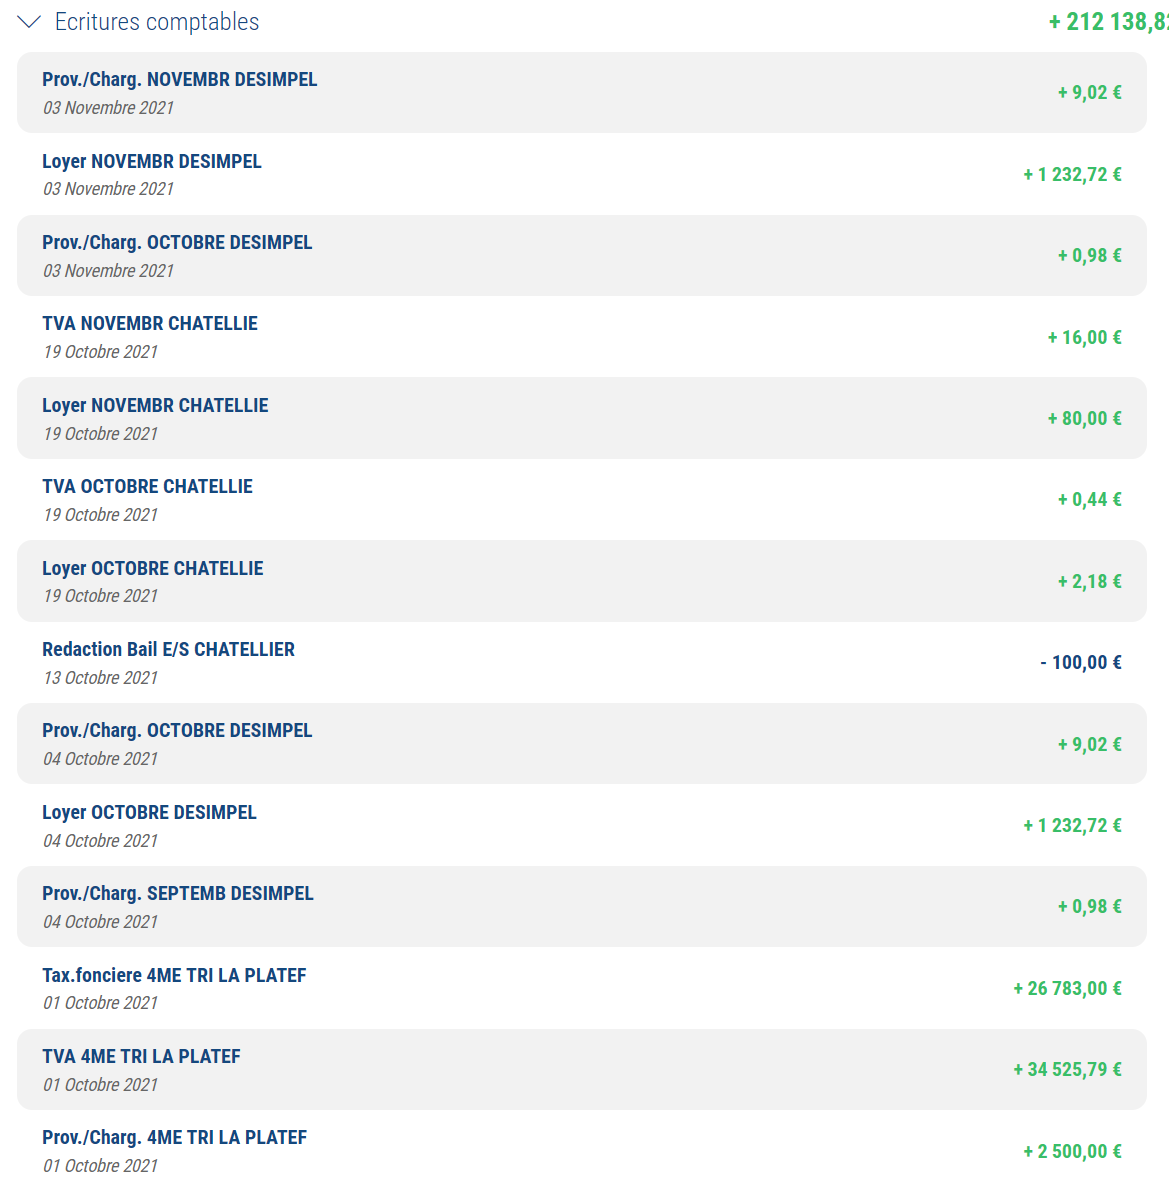 Ecritures comptables + 212 138,82
Prov./Charg. NOVEMBR DESIMPEL
03 Novembre 2021
+ 9,02 €
Loyer NOVEMBR DESIMPEL
03 Novembre 2021
+ 1 232,72 €
Prov./Charg. OCTOBRE DESIMPEL
03 Novembre 2021
+ 0,98 €
TVA NOVEMBR CHATELLIE
19 Octobre 2021
+ 16,00 €
Loyer NOVEMBR CHATELLIE
19 Octobre 2021
+ 80,00 €
TVA OCTOBRE CHATELLIE
19 Octobre 2021
+ 0,44 €
Loyer OCTOBRE CHATELLIE
19 Octobre 2021
+ 2,18 €
Redaction Bail E/S CHATELLIER
13 Octobre 2021
- 100,00 €
Prov./Charg. OCTOBRE DESIMPEL
04 Octobre 2021
+ 9,02 €
Loyer OCTOBRE DESIMPEL
04 Octobre 2021
+ 1 232,72 €
Prov./Charg. SEPTEMB DESIMPEL
04 Octobre 2021
+ 0,98 €
Tax.fonciere 4ME TRI LA PLATEF
01 Octobre 2021
+ 26 783,00 €
TVA 4ME TRI LA PLATEF
01 Octobre 2021
+ 34 525,79 €
Prov./Charg. 4ME TRI LA PLATEF
01 Octobre 2021
+ 2 500,00 €